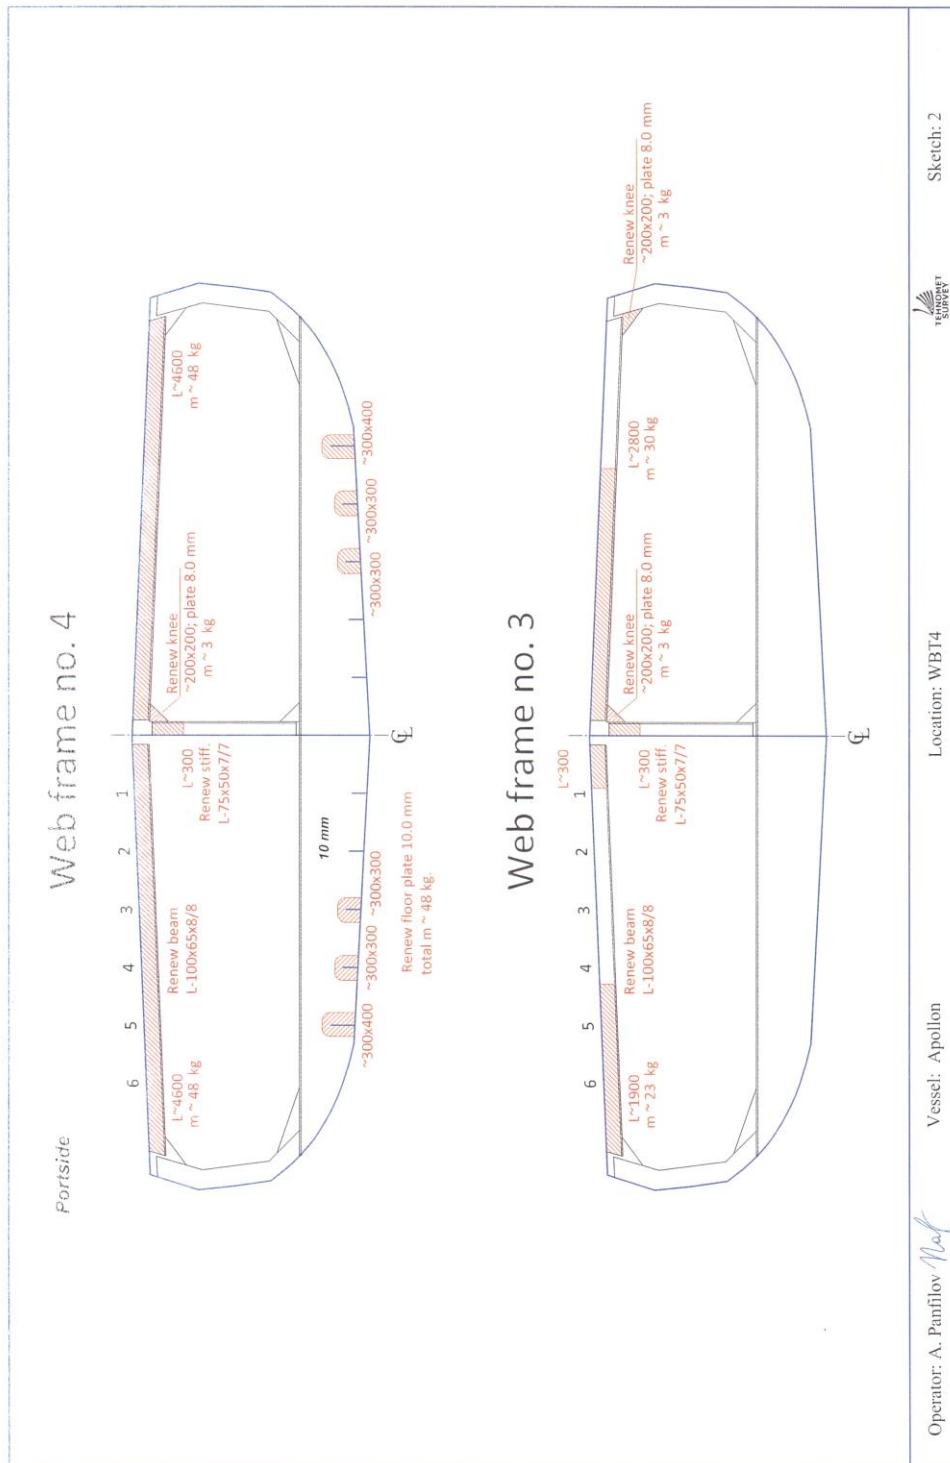 Portside
Web frame no. 4
6
5
4
3
2
1
L~4600
m ~ 48 kg
Renew beam
L-100x65x8/8
L~300
Renew stiff.
L-75x50x7/7
Renew knee
~200x200; plate 8.0 mm
m ~ 3 kg
L~4600
m ~ 48 kg
10 mm
~300x400
~300x300
~300x300
~300x300
~300x300
~300x400
Renew floor plate 10.0 mm
total m ~ 48 kg.
℄
Web frame no. 3
6
5
4
3
2
1
L~300
L~1900
m ~ 23 kg
Renew beam
L-100x65x8/8
L~300
Renew stiff.
L-75x50x7/7
Renew knee
~200x200; plate 8.0 mm
m ~ 3 kg
L~2800
m ~ 30 kg
Renew knee
~200x200; plate 8.0 mm
m ~ 3 kg
℄
Operator: A. Panfilov
Vessel: Apollon
Location: WBT4
TEHNOMET
SURVEY
Sketch: 2